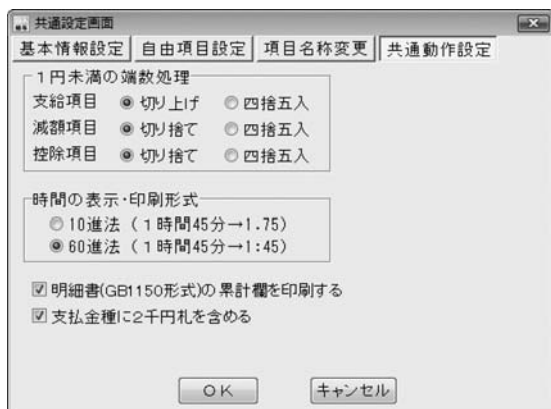 共通設定画面
基本情報設定 自由項目設定 項目名称変更 共通動作設定
1円未満の端数処理
支給項目 切り上げ 四捨五入
減額項目 切り捨て 四捨五入
控除項目 切り捨て 四捨五入
時間の表示・印刷形式
10進法(1時間45分→1.75)
60進法(1時間45分→1:45)
明細書(GB1150形式)の累計欄を印刷する
支払金種に2千円札を含める
OK キャンセル